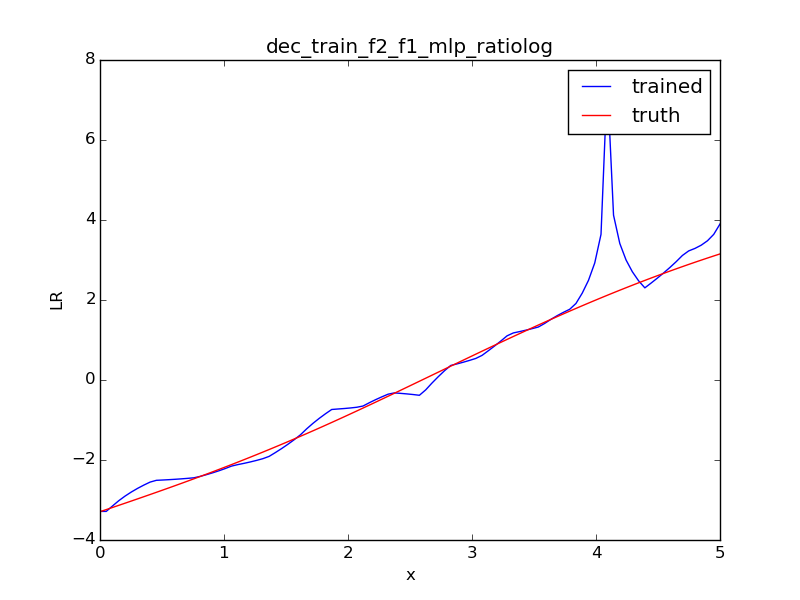 dec_train_f2_f1_mlp_ratiolog
8
6
4
2
0
−2
−4
LR
trained
truth
0 1 2 3 4 5
x